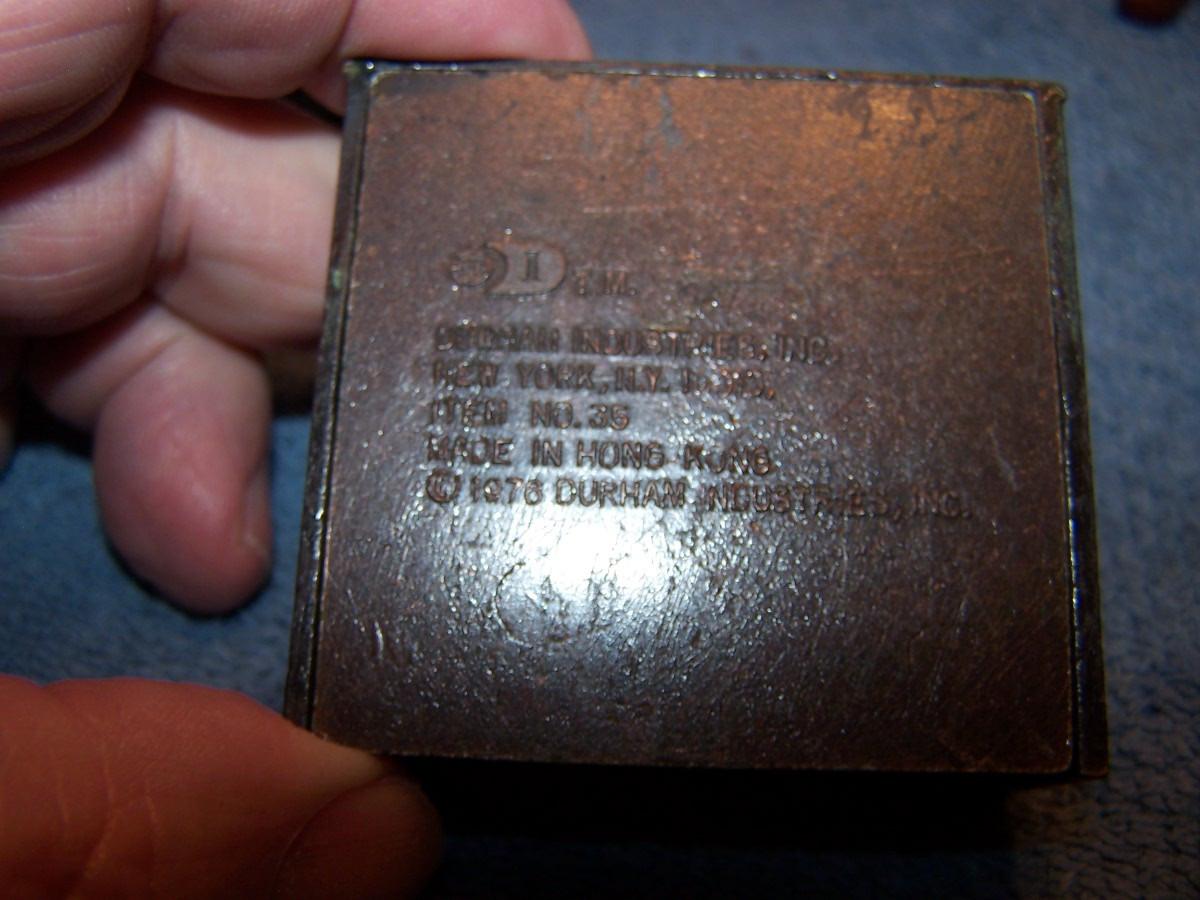 DI T.M.
DURHAM INDUSTRIES, INC.
NEW YORK, N.Y.
ITEM NO. 35
MADE IN HONG KONG
© 1976 DURHAM INDUSTRIES, INC.